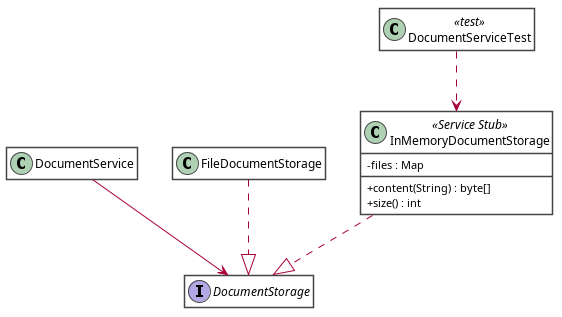 C
«test»
DocumentServiceTest
C
«Service Stub»
InMemoryDocumentStorage
-files : Map
+content(String) : byte[]
+size() : int
C DocumentService
C FileDocumentStorage
I DocumentStorage